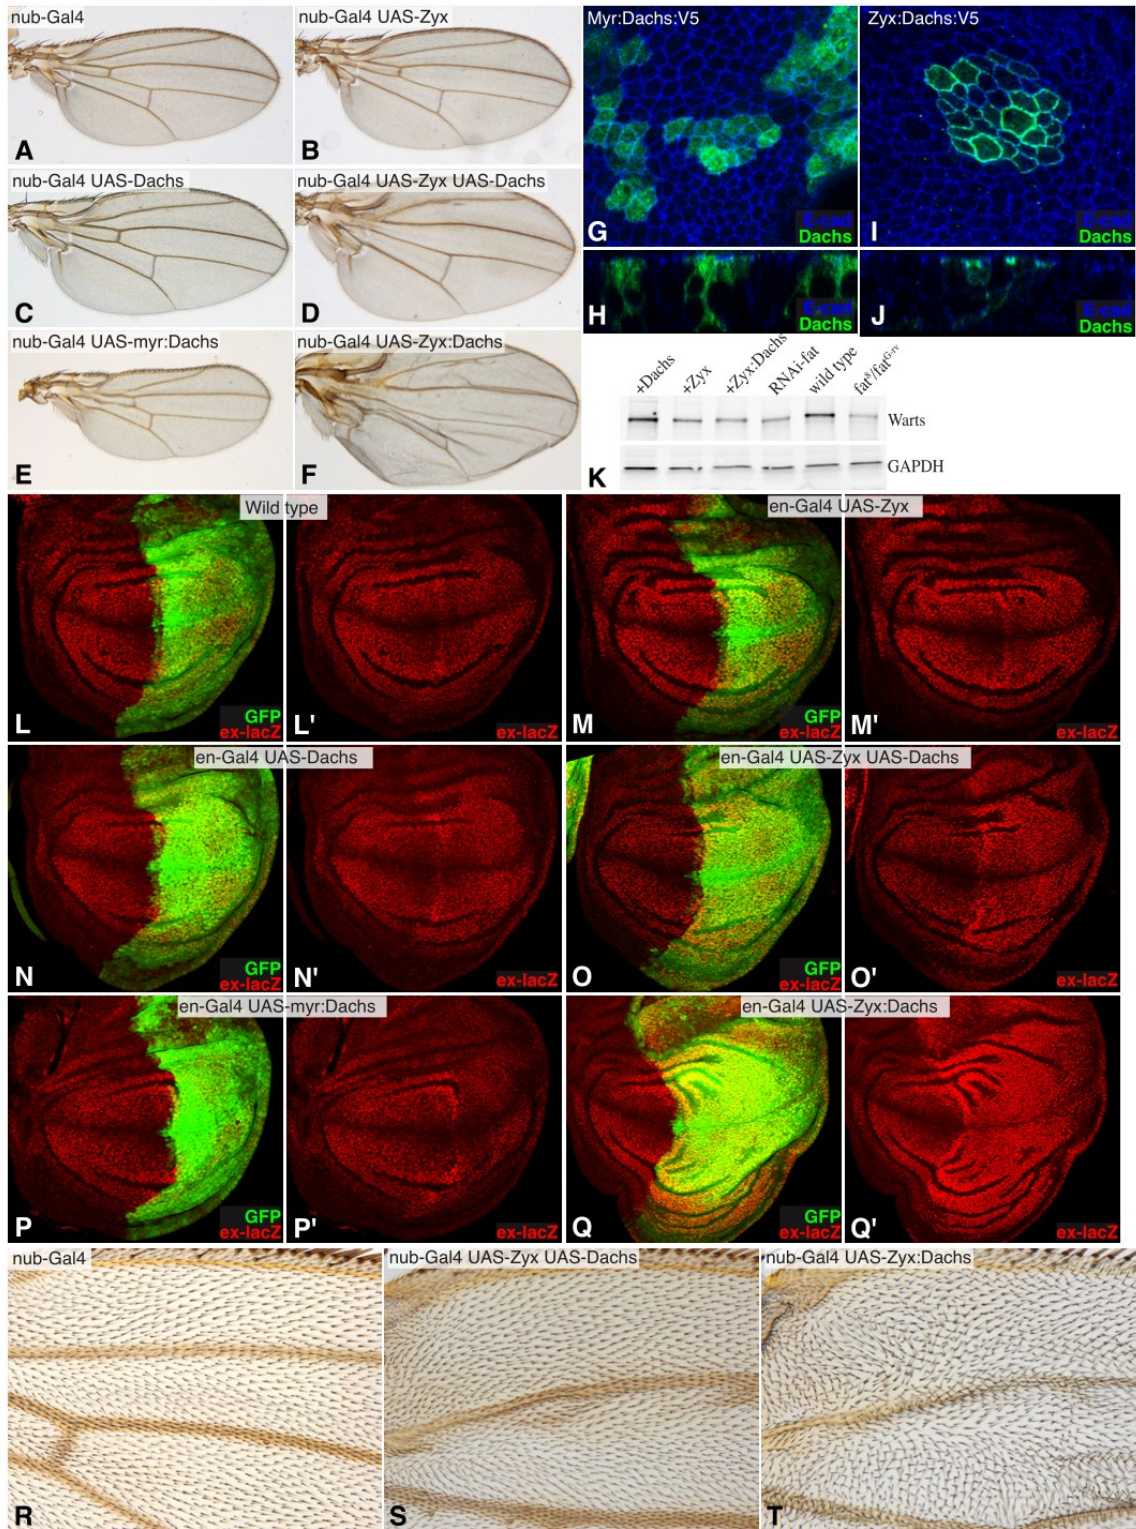 nub-Gal4
A
nub-Gal4 UAS-Zyx
B
nub-Gal4 UAS-Dachs
C
nub-Gal4 UAS-Zyx UAS-Dachs
D
nub-Gal4 UAS-myr:Dachs
E
nub-Gal4 UAS-Zyx:Dachs
F
Myr:Dachs:V5
G
E-cad
Dachs
Zyx:Dachs:V5
I
E-cad
Dachs
H
E-cad
Dachs
J
E-cad
Dachs
+Dachs
+Zyx
+Zyx:Dachs
RNAi-fat
wild type
fat⁸/fatᴳ⁻ʳᵛ
Warts
GAPDH
K
Wild type
L
GFP
ex-lacZ
L'
ex-lacZ
en-Gal4 UAS-Zyx
M
GFP
ex-lacZ
M'
ex-lacZ
en-Gal4 UAS-Dachs
N
GFP
ex-lacZ
N'
ex-lacZ
en-Gal4 UAS-Zyx UAS-Dachs
O
GFP
ex-lacZ
O'
ex-lacZ
en-Gal4 UAS-myr:Dachs
P
GFP
ex-lacZ
P'
ex-lacZ
en-Gal4 UAS-Zyx:Dachs
Q
GFP
ex-lacZ
Q'
ex-lacZ
nub-Gal4
R
nub-Gal4 UAS-Zyx UAS-Dachs
S
nub-Gal4 UAS-Zyx:Dachs
T